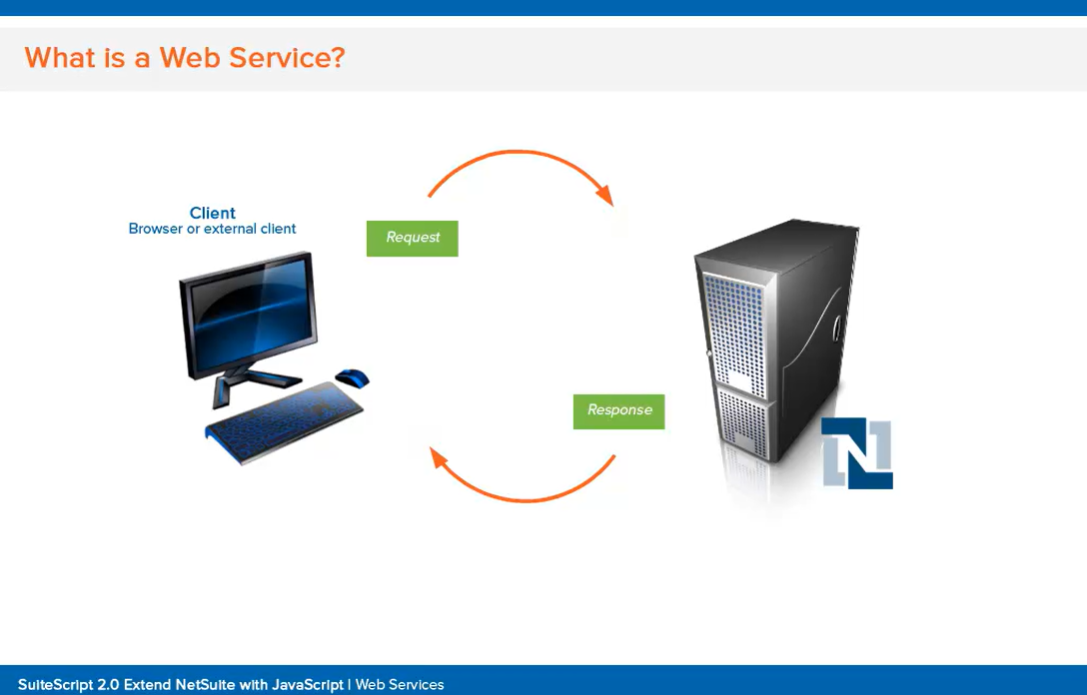 What is a Web Service?
Client
Browser or external client
Request
Response
N
SuiteScript 2.0 Extend NetSuite with JavaScript | Web Services